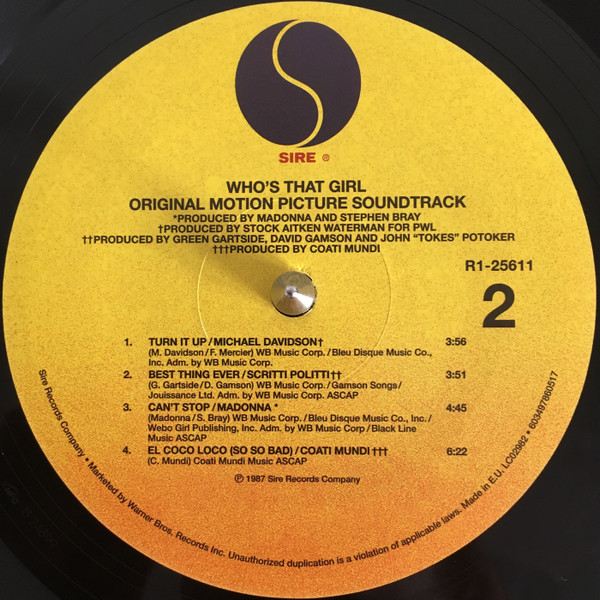 SIRE ®
WHO'S THAT GIRL
ORIGINAL MOTION PICTURE SOUNDTRACK
*PRODUCED BY MADONNA AND STEPHEN BRAY
†PRODUCED BY STOCK AITKEN WATERMAN FOR PWL
††PRODUCED BY GREEN GARTSIDE, DAVID GAMSON AND JOHN "TOKES" POTOKER
†††PRODUCED BY COATI MUNDI
R1-25611
2
1. TURN IT UP/MICHAEL DAVIDSON† 3:56
(M. Davidson/F. Mercier) WB Music Corp./Bleu Disque Music Co.,
Inc. Adm. by WB Music Corp.
2. BEST THING EVER/SCRITTI POLITTI†† 3:51
(G. Gartside/D. Gamson) WB Music Corp./Gamson Songs/
Jouissance Ltd. Adm. by WB Music Corp. ASCAP
3. CAN'T STOP/MADONNA * 4:45
(Madonna/S. Bray) WB Music Corp./Bleu Disque Music Co., Inc./
Webo Girl Publishing, Inc. Adm. by WB Music Corp/Black Line
Music ASCAP
4. EL COCO LOCO (SO SO BAD)/COATI MUNDI††† 6:22
(C. Mundi) Coati Mundi Music ASCAP
℗ 1987 Sire Records Company
Sire Records Company • Marketed by Warner Bros. Records Inc. Unauthorized duplication is a violation of applicable laws. Made in E.U. LC02982 • 603497860517